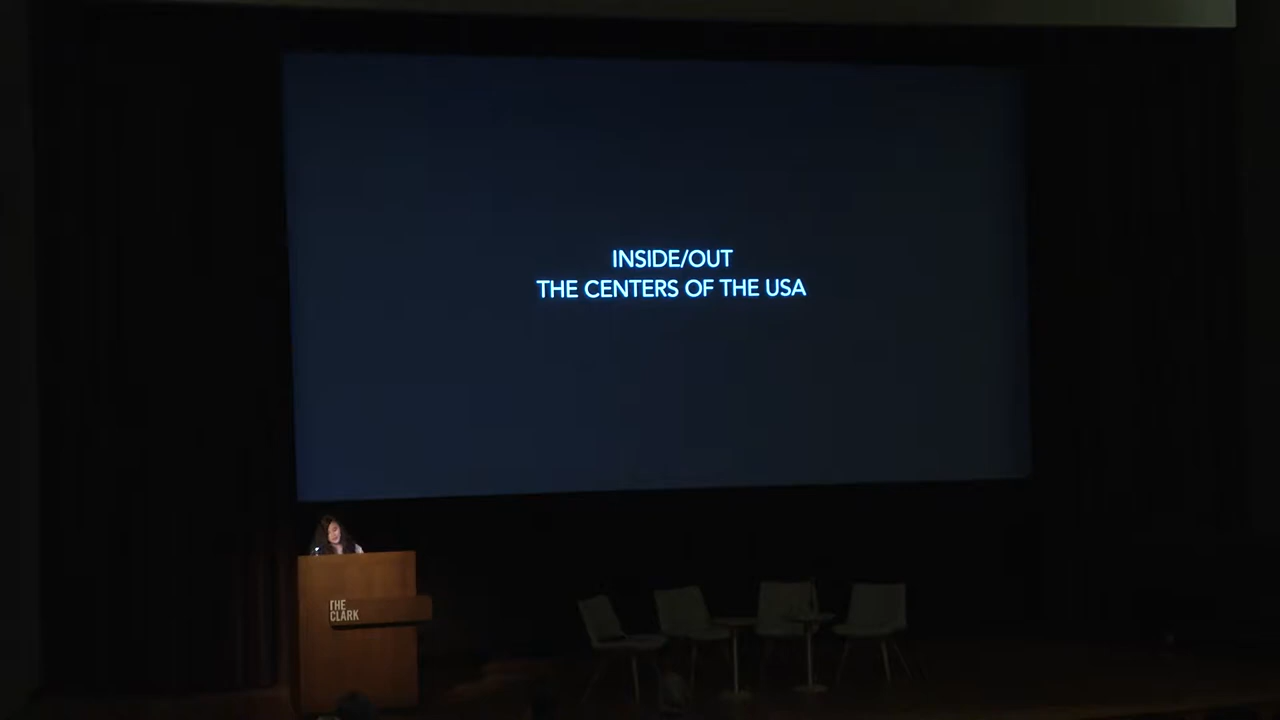 INSIDE/OUT
THE CENTERS OF THE USA
THE
CLARK